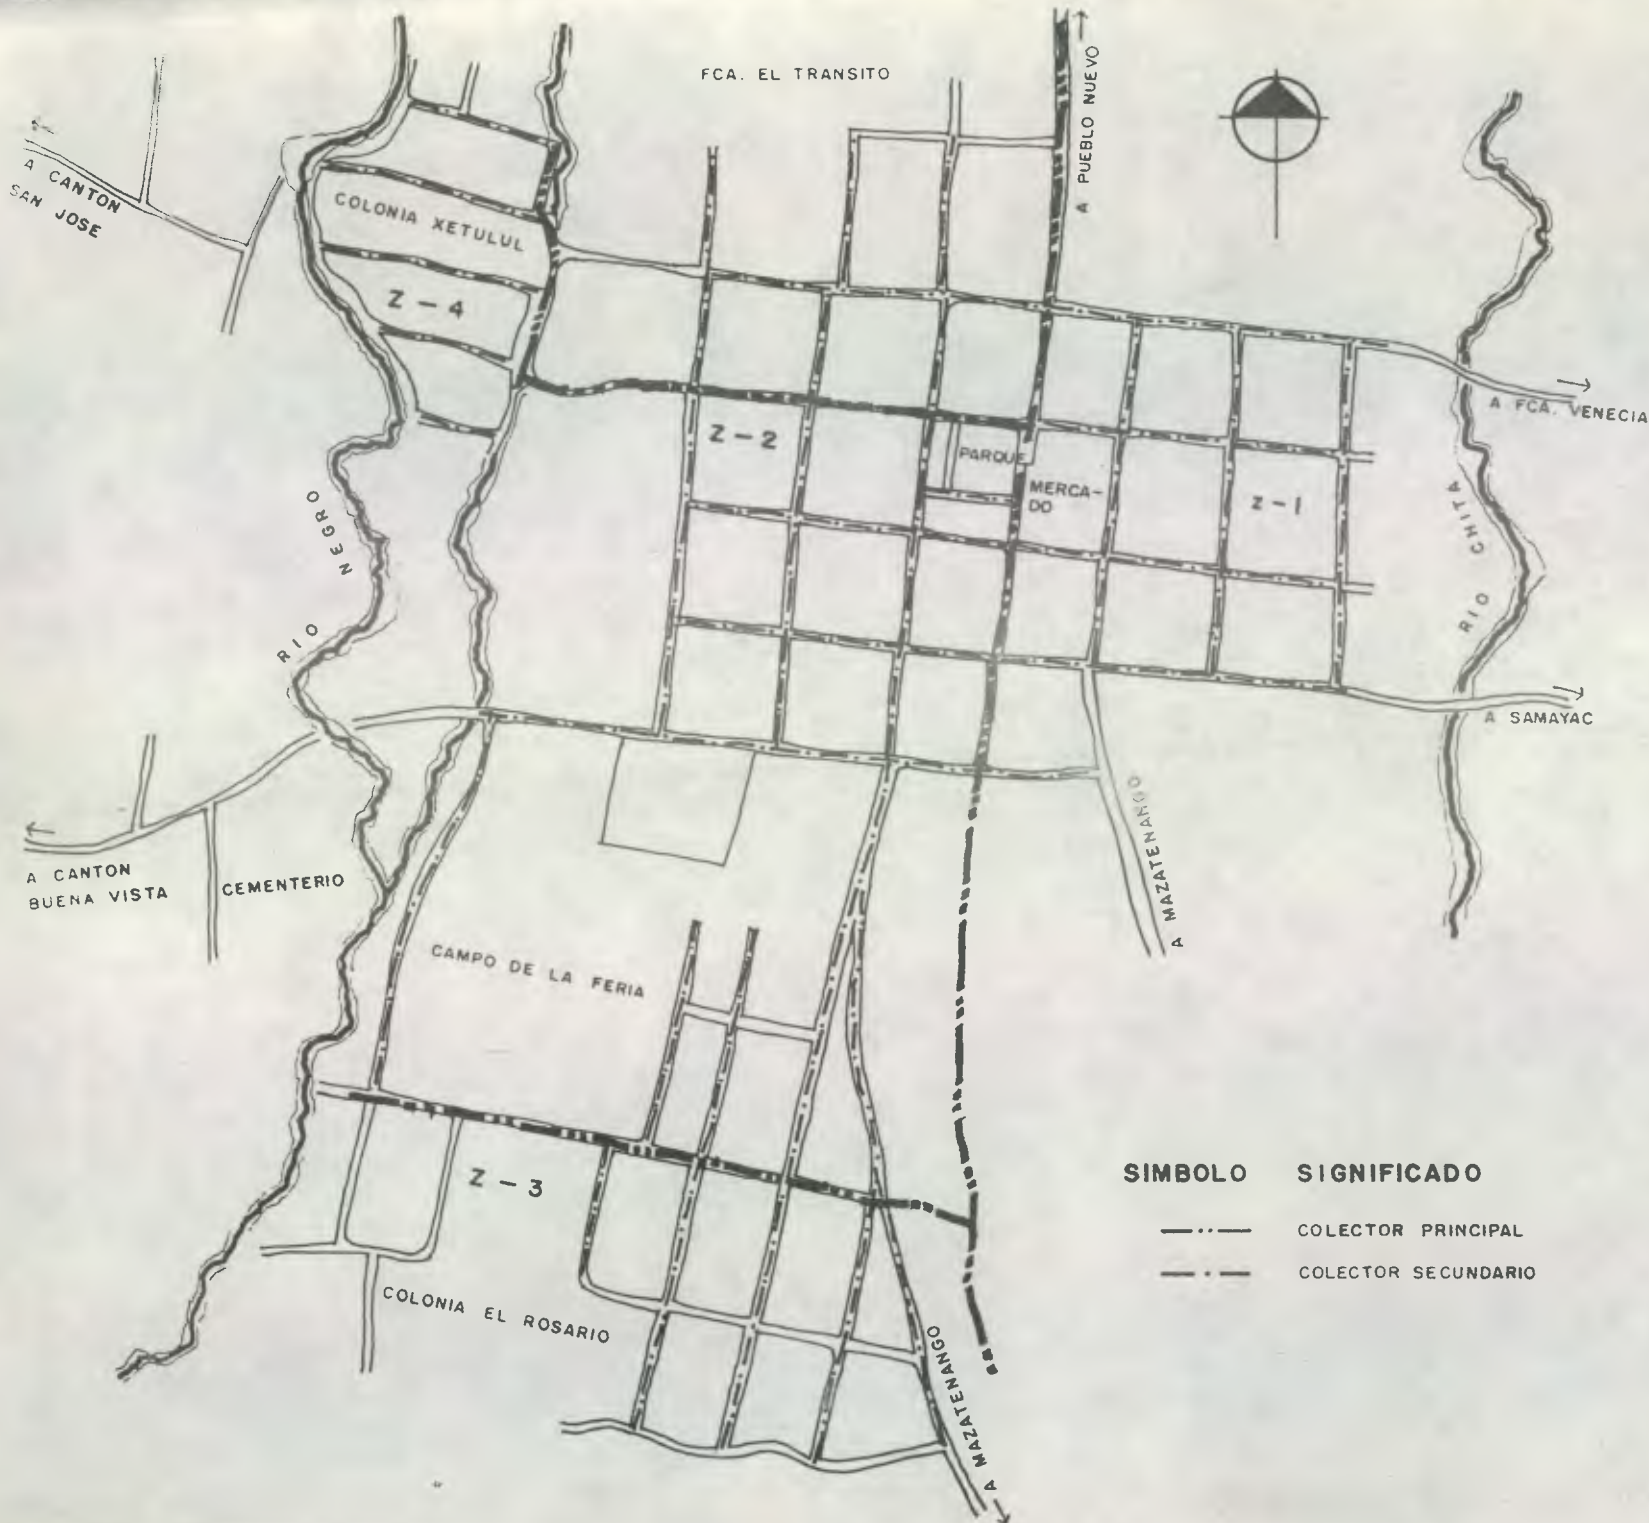 FCA. EL TRANSITO
A PUEBLO NUEVO
A CANTON
SAN JOSE
COLONIA XETULUL
Z-4
A FCA. VENECIA
Z-2
PARQUE
MERCA-
DO
Z-1
RIO NEGRO
RIO CHITA
A SAMAYAC
A MAZATENANGO
A CANTON
BUENA VISTA
CEMENTERIO
CAMPO DE LA FERIA
Z-3
SIMBOLO SIGNIFICADO
COLECTOR PRINCIPAL
COLECTOR SECUNDARIO
COLONIA EL ROSARIO
A MAZATENANGO